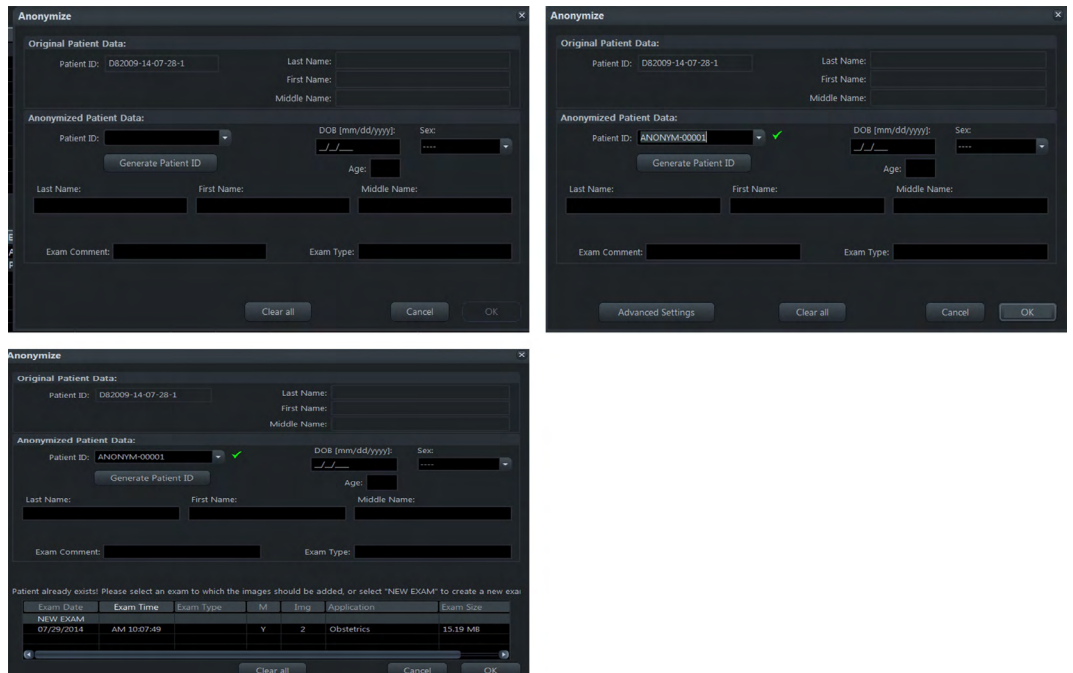 Anonymize
Original Patient Data:
Patient ID: D82009-14-07-28-1 Last Name:
First Name:
Middle Name:
Anonymized Patient Data:
Patient ID: DOB [mm/dd/yyyy]: Sex:
_/_/___ ----
Generate Patient ID Age:
Last Name: First Name: Middle Name:
Exam Comment: Exam Type:
Clear all Cancel OK
Anonymize
Original Patient Data:
Patient ID: D82009-14-07-28-1 Last Name:
First Name:
Middle Name:
Anonymized Patient Data:
Patient ID: ANONYM-00001 DOB [mm/dd/yyyy]: Sex:
_/_/___ ----
Generate Patient ID Age:
Last Name: First Name: Middle Name:
Exam Comment: Exam Type:
Advanced Settings Clear all Cancel OK
Anonymize
Original Patient Data:
Patient ID: D82009-14-07-28-1 Last Name:
First Name:
Middle Name:
Anonymized Patient Data:
Patient ID: ANONYM-00001 DOB [mm/dd/yyyy]: Sex:
_/_/___ ----
Generate Patient ID Age:
Last Name: First Name: Middle Name:
Exam Comment: Exam Type:
Patient already exists! Please select an exam to which the images should be added, or select "NEW EXAM" to create a new exa
Exam Date Exam Time Exam Type M Img Application Exam Size
NEW EXAM
07/29/2014 AM 10:07:49 Y 2 Obstetrics 15.19 MB
Clear all Cancel OK